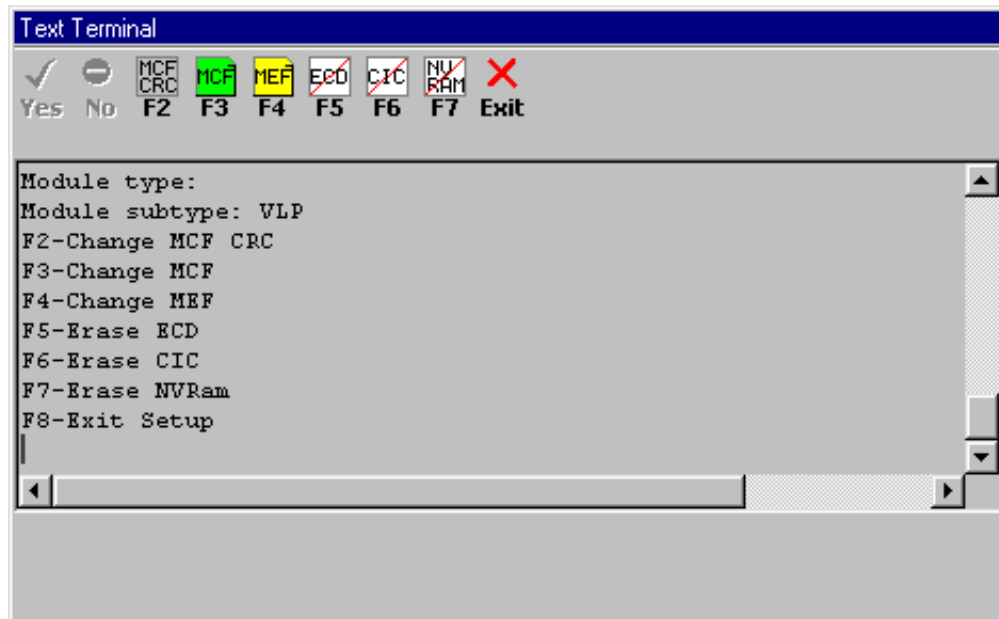 Text Terminal
MCF CRC MCF MEF ECD CIC NV RAM
Yes No F2 F3 F4 F5 F6 F7 Exit
Module type:
Module subtype: VLP
F2-Change MCF CRC
F3-Change MCF
F4-Change MEF
F5-Erase ECD
F6-Erase CIC
F7-Erase NVRam
F8-Exit Setup